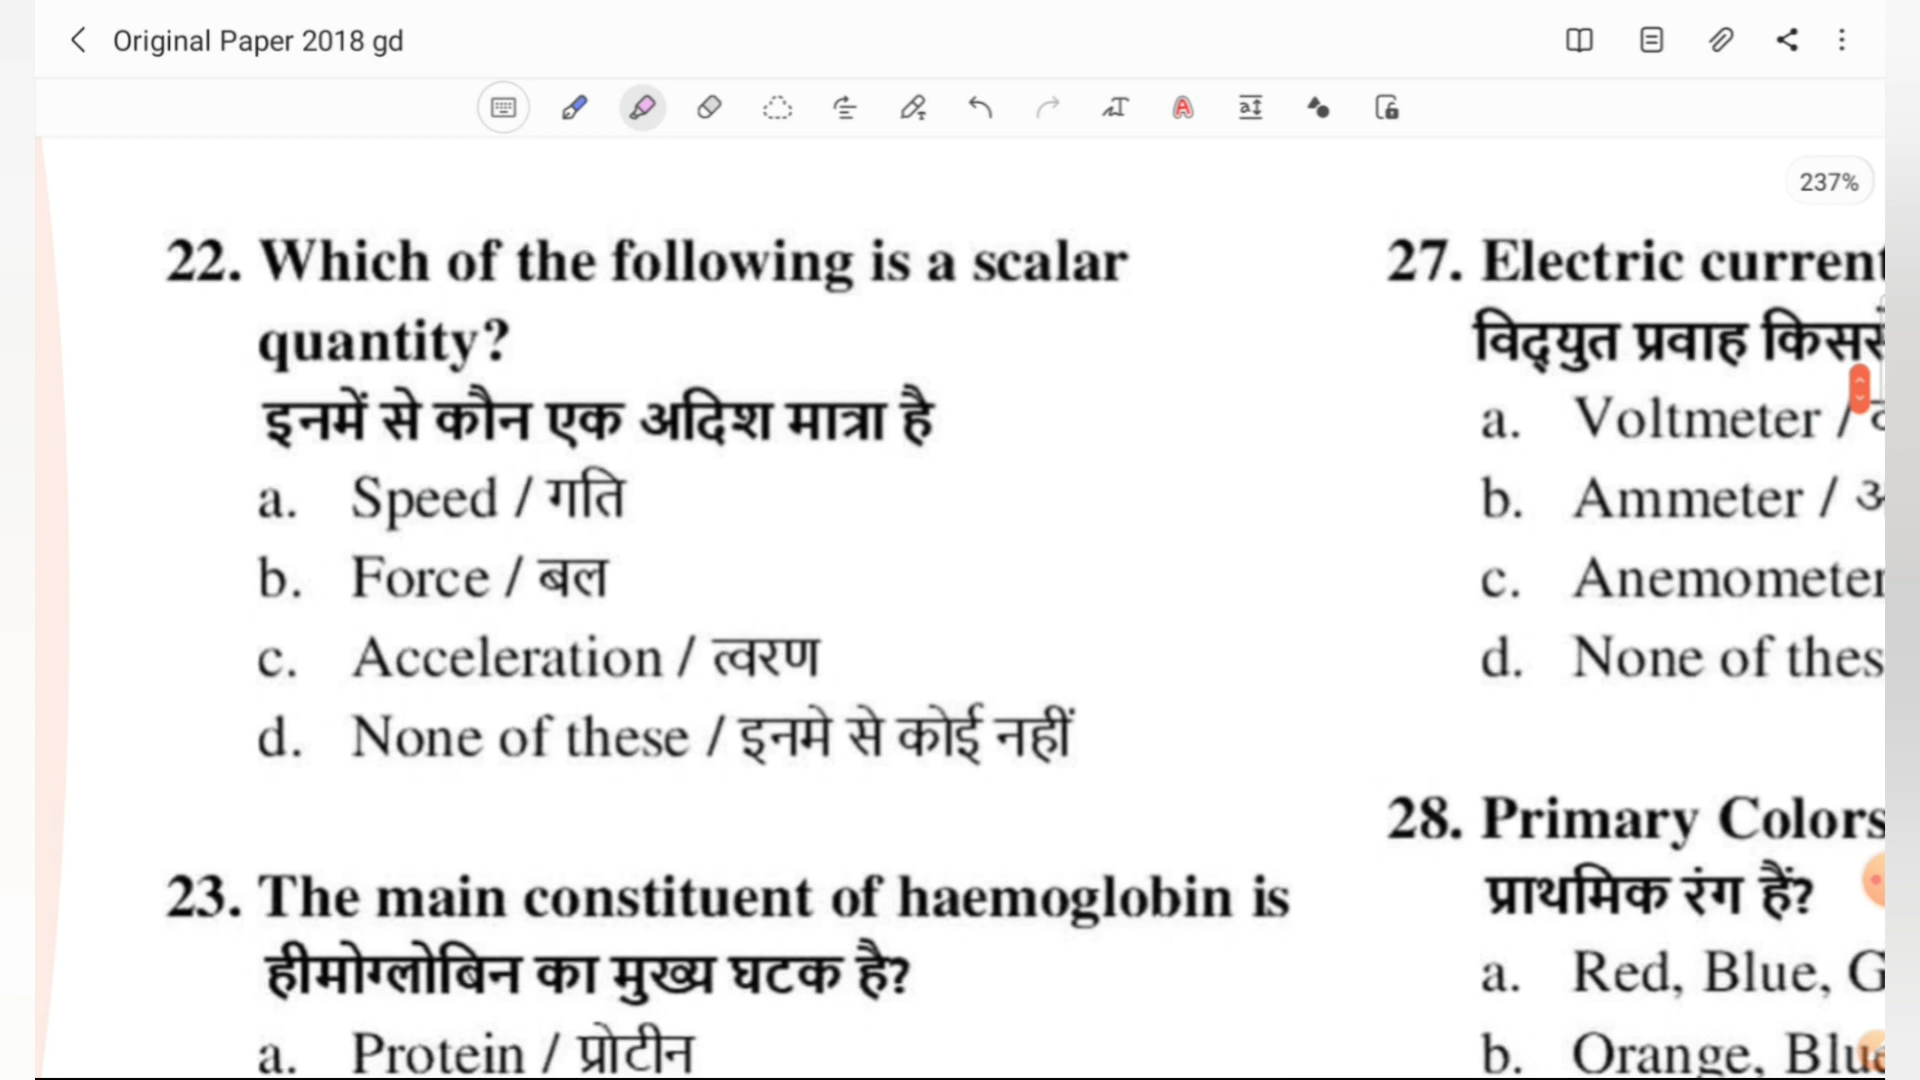 Original Paper 2018 gd
237%
22. Which of the following is a scalar
quantity?
इनमें से कौन एक अदिश मात्रा है
a. Speed / गति
b. Force / बल
c. Acceleration / त्वरण
d. None of these / इनमे से कोई नहीं
23. The main constituent of haemoglobin is
हीमोग्लोबिन का मुख्य घटक है?
a. Protein / प्रोटीन
27. Electric current
विद्युत प्रवाह
a. Voltmeter /
b. Ammeter /
c. Anemometer
d. None of
28. Primary Colors
प्राथमिक रंग हैं?
a. Red, Blue,
b. Orange, Blue